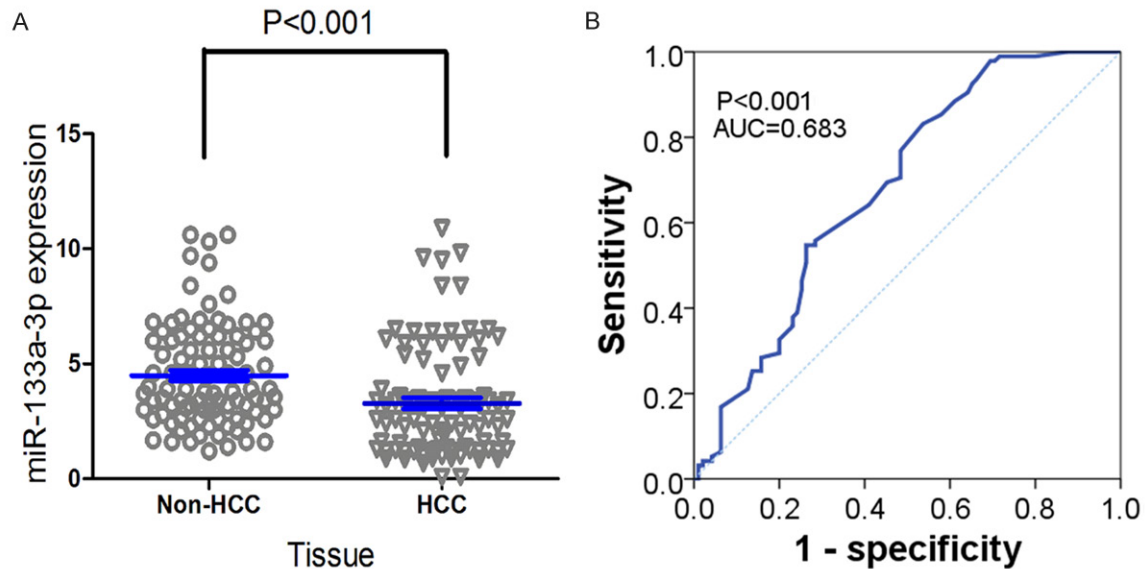 A
P<0.001
miR-133a-3p expression
15
10
5
0
Non-HCC
HCC
Tissue
B
P<0.001
AUC=0.683
Sensitivity
1.0
0.8
0.6
0.4
0.2
0.0
0.0
0.2
0.4
0.6
0.8
1.0
1 - specificity